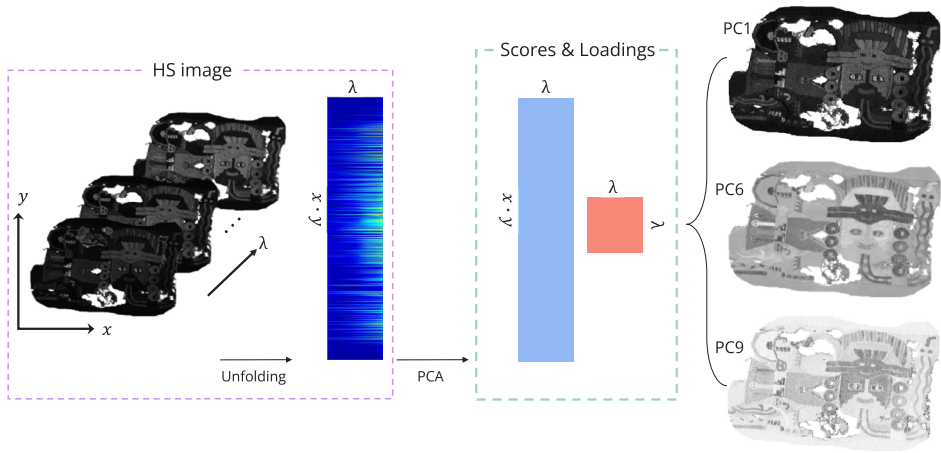 HS image
y
x
λ
Unfolding
λ
x · y
PCA
Scores & Loadings
λ
x · y
λ
λ
PC1
PC6
PC9